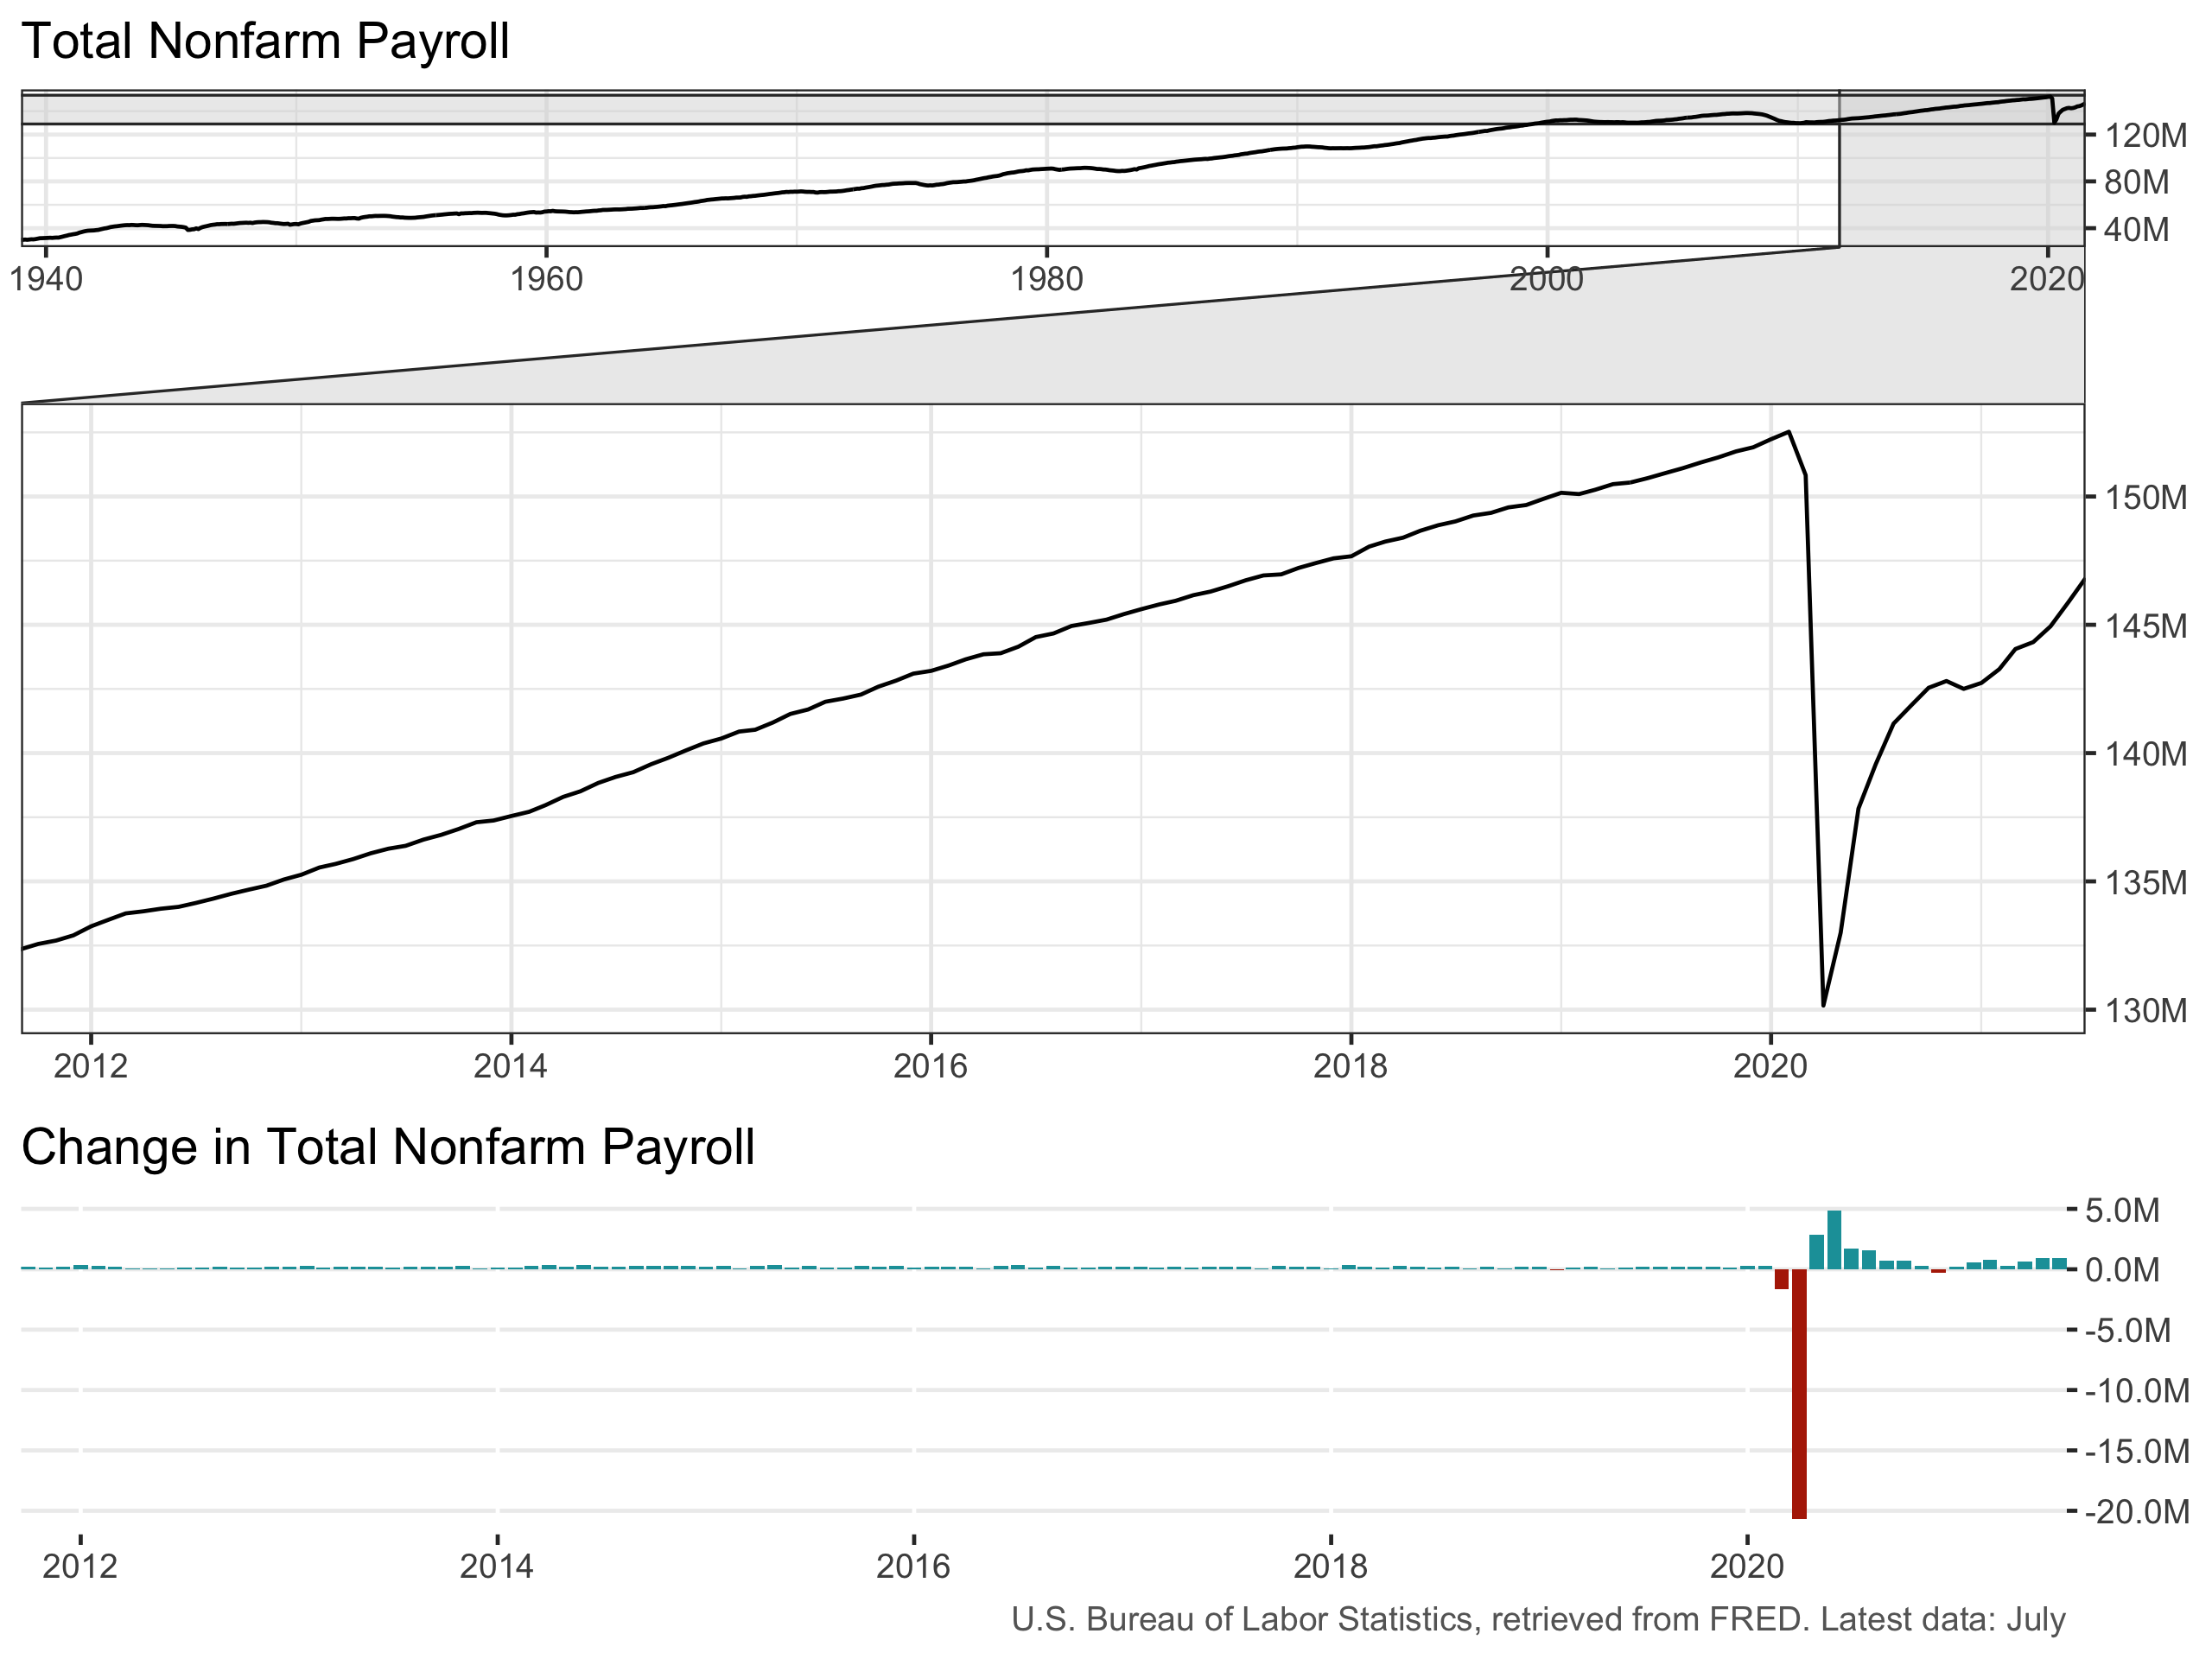 Total Nonfarm Payroll
120M
80M
40M
1940 1960 1980 2000 2020
150M
145M
140M
135M
130M
2012 2014 2016 2018 2020
Change in Total Nonfarm Payroll
5.0M
0.0M
-5.0M
-10.0M
-15.0M
-20.0M
2012 2014 2016 2018 2020
U.S. Bureau of Labor Statistics, retrieved from FRED. Latest data: July